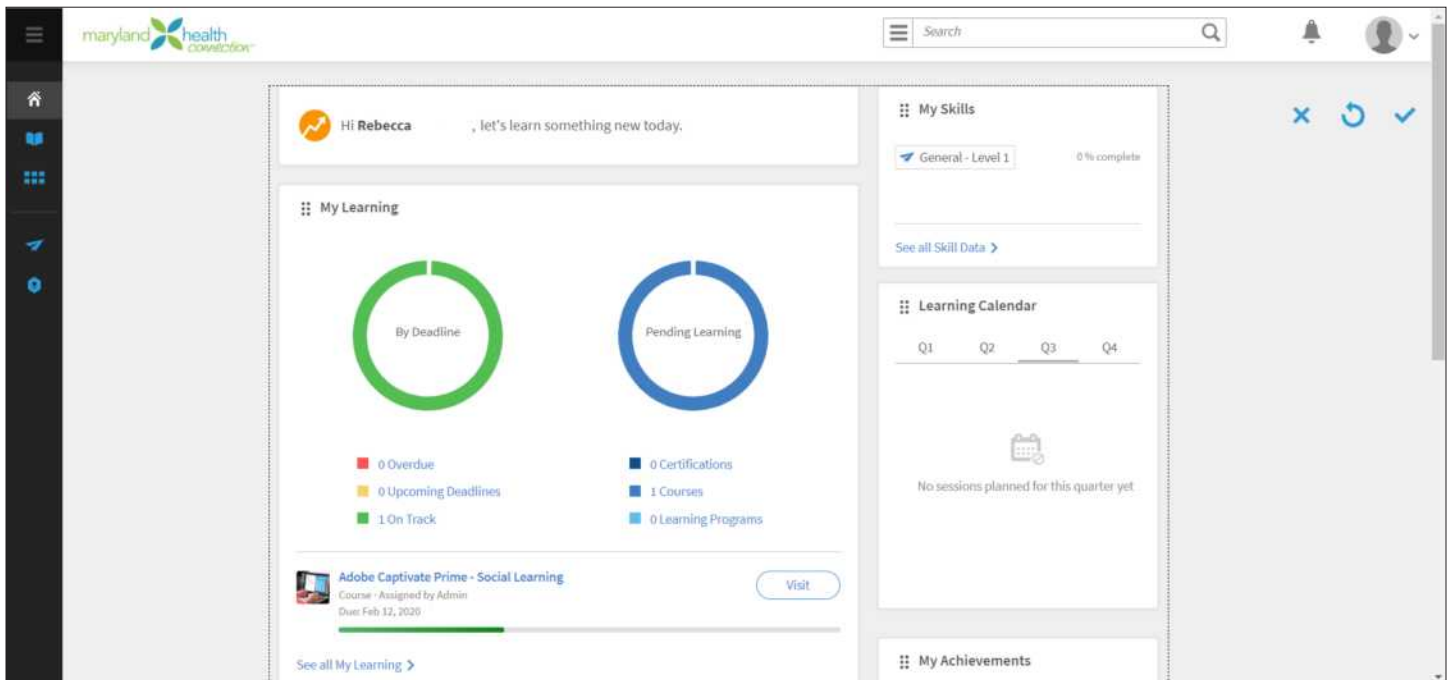 maryland health
connection
Search
Hi Rebecca , let's learn something new today.
My Learning
By Deadline
Pending Learning
0 Overdue
0 Upcoming Deadlines
1 On Track
0 Certifications
1 Courses
0 Learning Programs
Adobe Captivate Prime - Social Learning
Course · Assigned by Admin
Due: Feb 12, 2020
Visit
See all My Learning
My Skills
General - Level 1
0 % complete
See all Skill Data
Learning Calendar
Q1 Q2 Q3 Q4
No sessions planned for this quarter yet
My Achievements